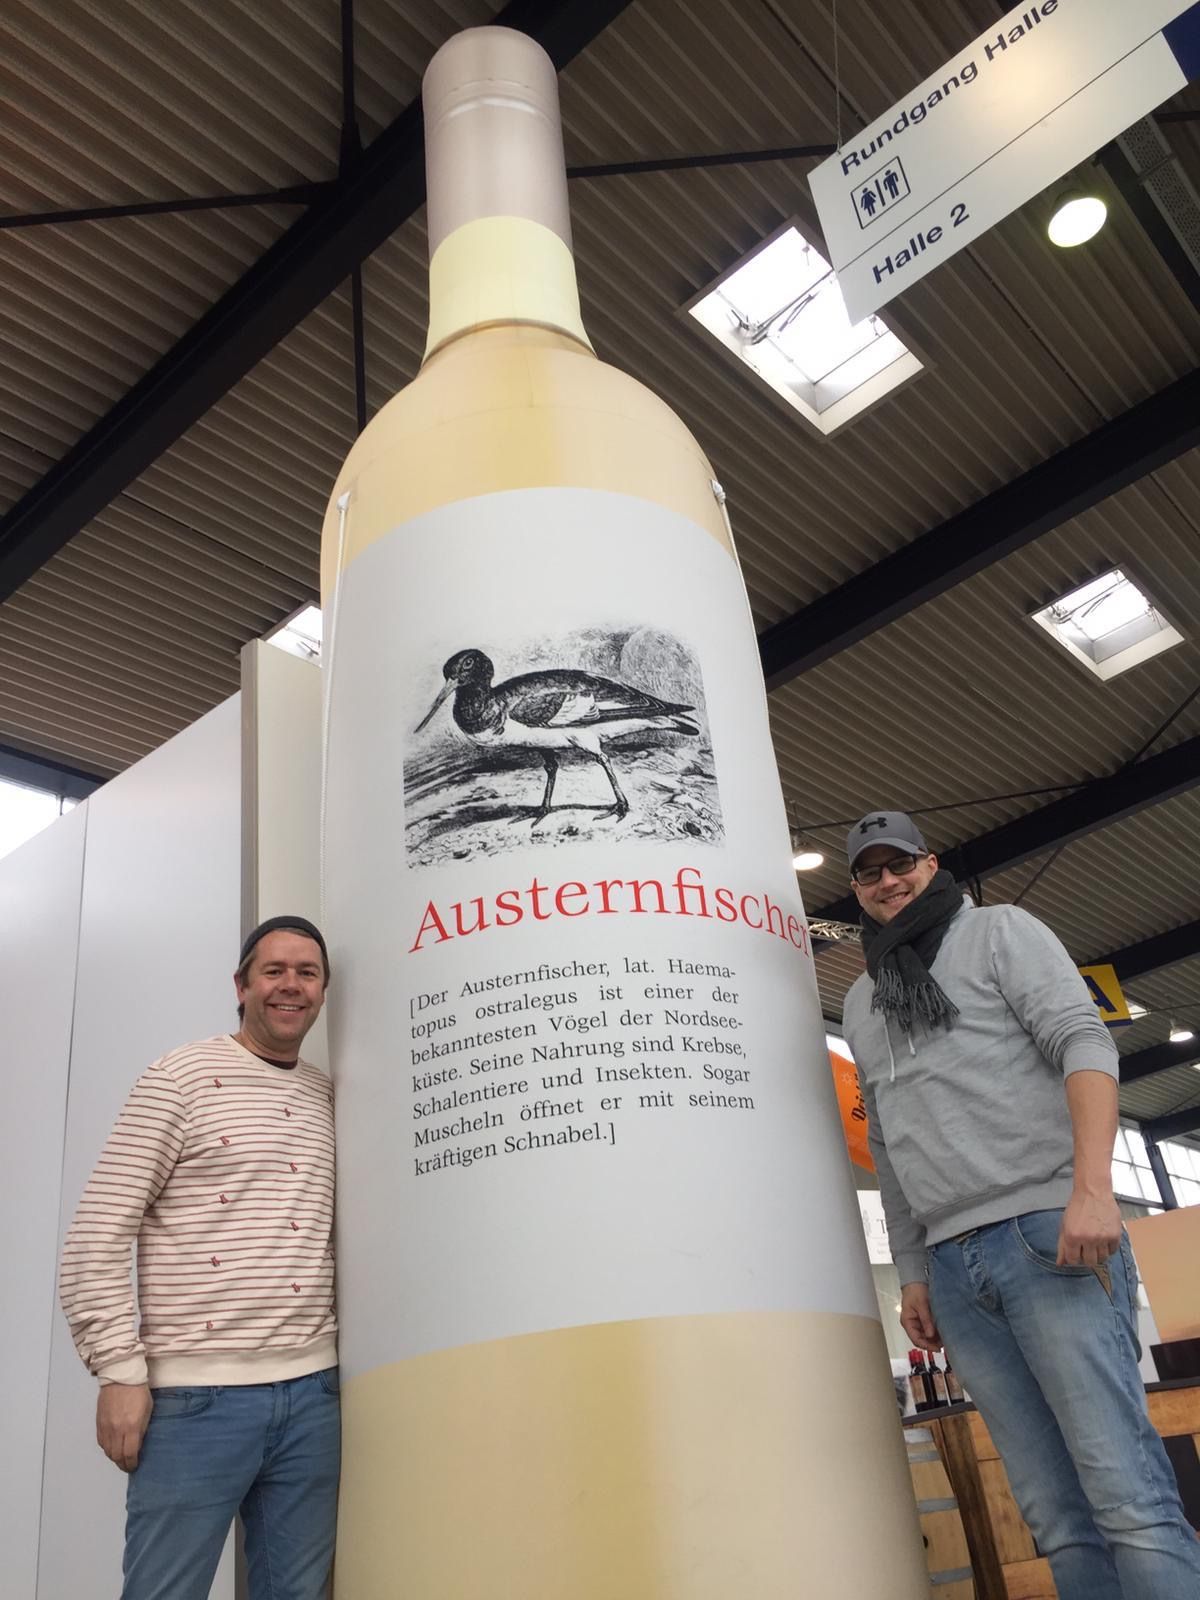 Rundgang Halle
Halle 2
Austernfischer
[Der Austernfischer, lat. Haema-
topus ostralegus ist einer der
bekanntesten Vögel der Nordsee-
küste. Seine Nahrung sind Krebse,
Schalentiere und Insekten. Sogar
Muscheln öffnet er mit seinem
kräftigen Schnabel.]
A